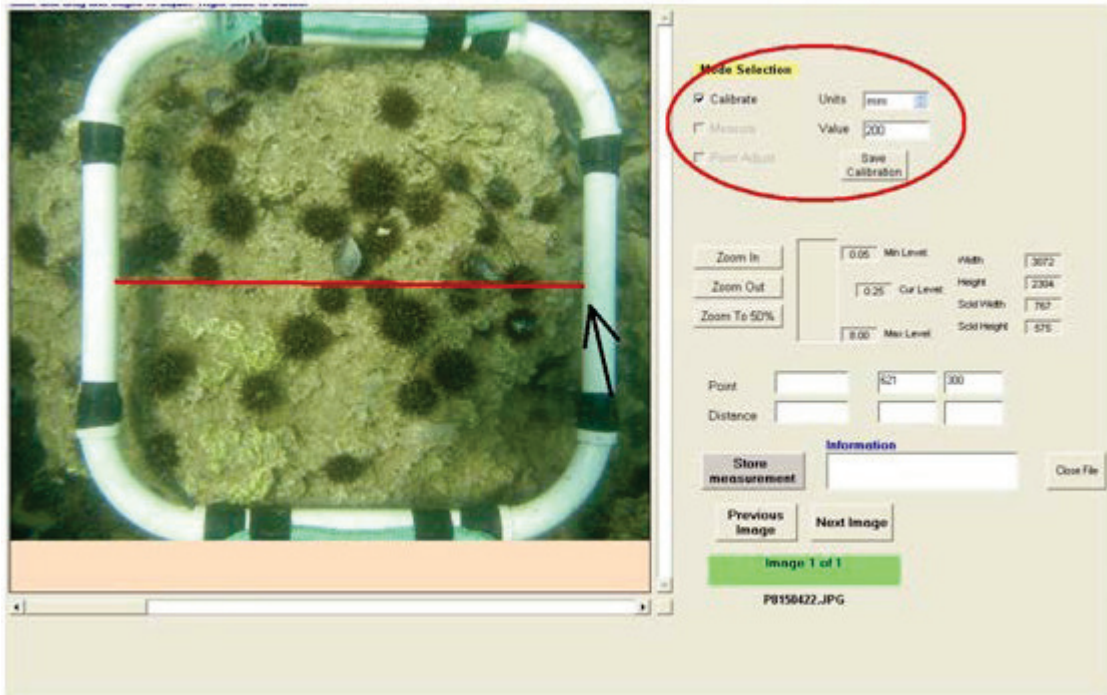 Mode Selection
Calibrate Units mm
Measure Value 200
Point Adjust Save Calibration
Zoom In 0.05 Min Level Width 3072
Zoom Out 0.25 Cur Level Height 2304
Scld Width 767
Zoom To 50% 8.00 Max Level Scld Height 575
Point 621 300
Distance
Information
Store measurement Close File
Previous Image Next Image
Image 1 of 1
P8150422.JPG